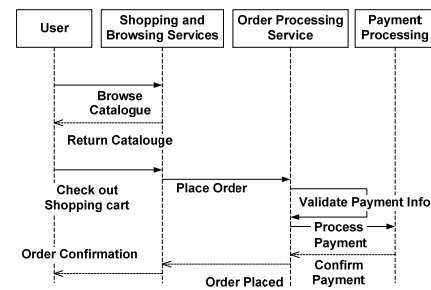 User
Shopping and
Browsing Services
Order Processing
Service
Payment
Processing
Browse
Catalogue
Return Catalouge
Check out
Shopping cart
Place Order
Validate Payment Info
Process
Payment
Order Confirmation
Confirm
Payment
Order Placed